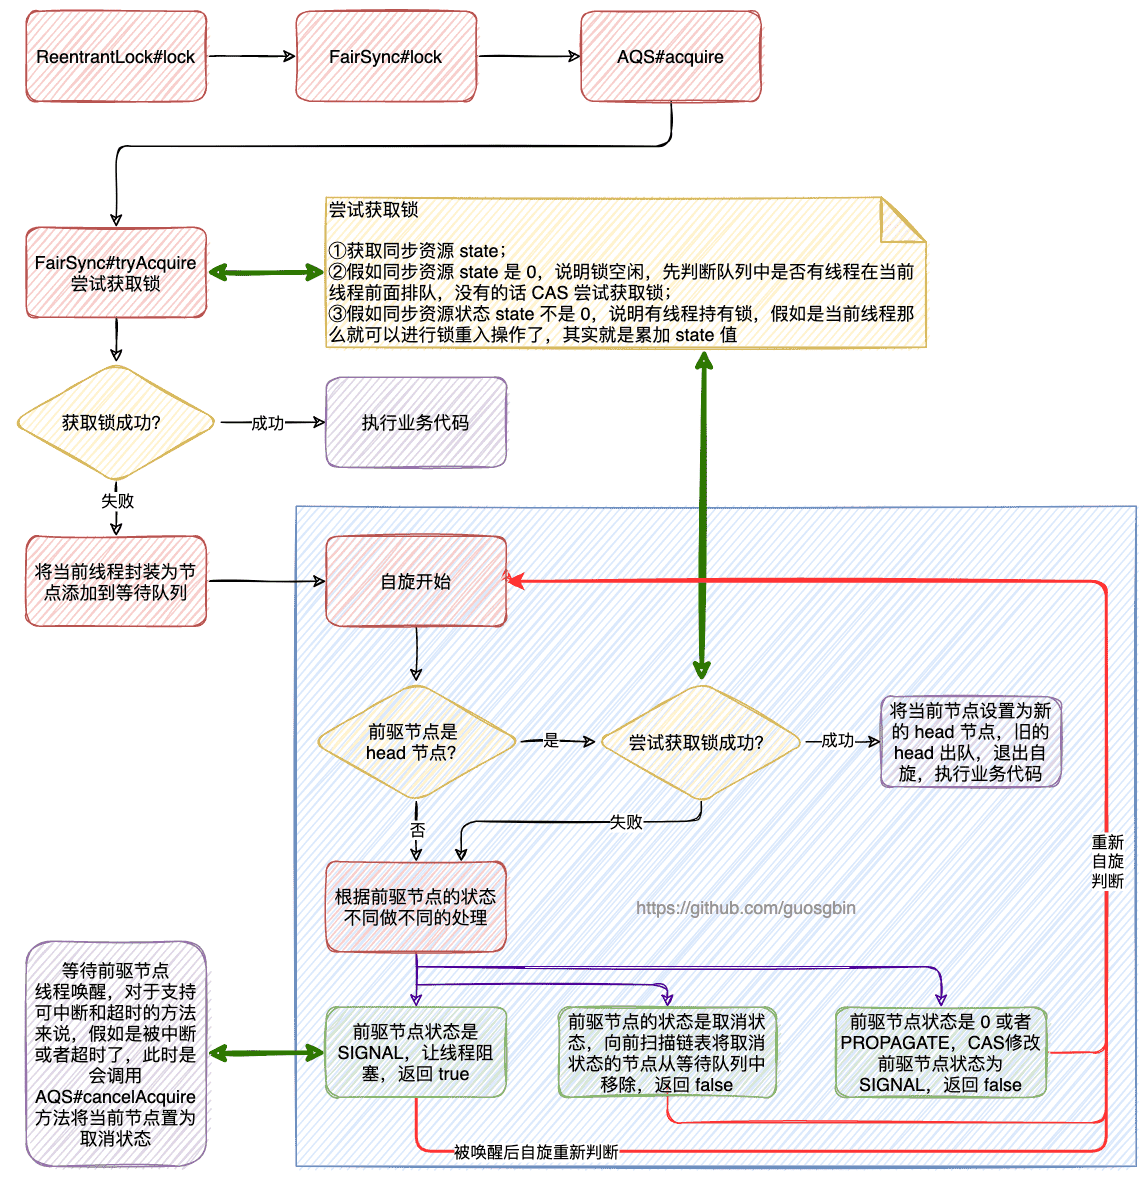 ReentrantLock#lock
FairSync#lock
AQS#acquire
FairSync#tryAcquire
尝试获取锁
尝试获取锁
①获取同步资源 state；
②假如同步资源 state 是 0，说明锁空闲，先判断队列中是否有线程在当前
线程前面排队，没有的话 CAS 尝试获取锁；
③假如同步资源状态 state 不是 0，说明有线程持有锁，假如是当前线程那
么就可以进行锁重入操作了，其实就是累加 state 值
获取锁成功?
成功
执行业务代码
失败
将当前线程封装为节
点添加到等待队列
自旋开始
前驱节点是
head 节点?
是
尝试获取锁成功?
成功
将当前节点设置为新
的 head 节点，旧的
head 出队，退出自
旋，执行业务代码
否
失败
重新
自旋
判断
根据前驱节点的状态
不同做不同的处理
https://github.com/guosgbin
等待前驱节点
线程唤醒，对于支持
可中断和超时的方法
来说，假如是被中断
或者超时了，此时是
会调用
AQS#cancelAcquire
方法将当前节点置为
取消状态
前驱节点状态是
SIGNAL，让线程阻
塞，返回 true
前驱节点的状态是取消状
态，向前扫描链表将取消
状态的节点从等待队列中
移除，返回 false
前驱节点状态是 0 或者
PROPAGATE，CAS修改
前驱节点状态为
SIGNAL，返回 false
被唤醒后自旋重新判断